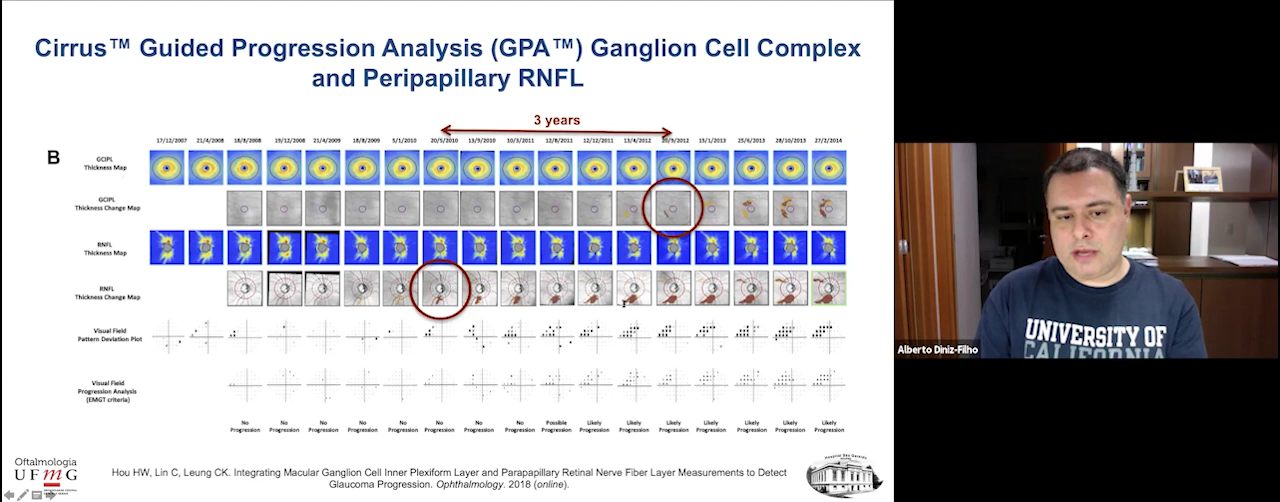 Cirrus™ Guided Progression Analysis (GPA™) Ganglion Cell Complex
and Peripapillary RNFL
3 years
17/12/2007 21/4/2008 18/8/2008 19/12/2008 21/4/2009 18/8/2009 5/1/2010 20/5/2010 13/9/2010 10/3/2011 12/8/2011 12/12/2011 13/4/2012 20/9/2012 15/1/2013 25/6/2013 28/10/2013 27/2/2014
B
GCIPL
Thickness Map
GCIPL
Thickness Change Map
RNFL
Thickness Map
RNFL
Thickness Change Map
Visual Field
Pattern Deviation Plot
Visual Field
Progression Analysis
(EMGT criteria)
No No No No No No No No Possible Likely Likely Likely Likely Likely Likely Likely
Progression Progression Progression Progression Progression Progression Progression Progression Progression Progression Progression Progression Progression Progression Progression Progression
Oftalmologia
UFmG
Hou HW, Lin C, Leung CK. Integrating Macular Ganglion Cell Inner Plexiform Layer and Parapapillary Retinal Nerve Fiber Layer Measurements to Detect
Glaucoma Progression. Ophthalmology. 2018 (online).
Hospital São Geraldo
UNIVERSITY OF
CALIFORNIA
Alberto Diniz-Filho